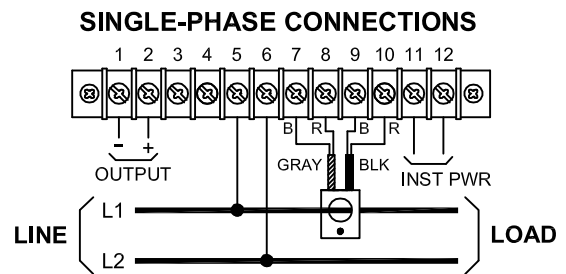 SINGLE-PHASE CONNECTIONS
1 2 3 4 5 6 7 8 9 10 11 12
B R B R
- +
GRAY BLK
OUTPUT INST PWR
L1
LINE LOAD
L2